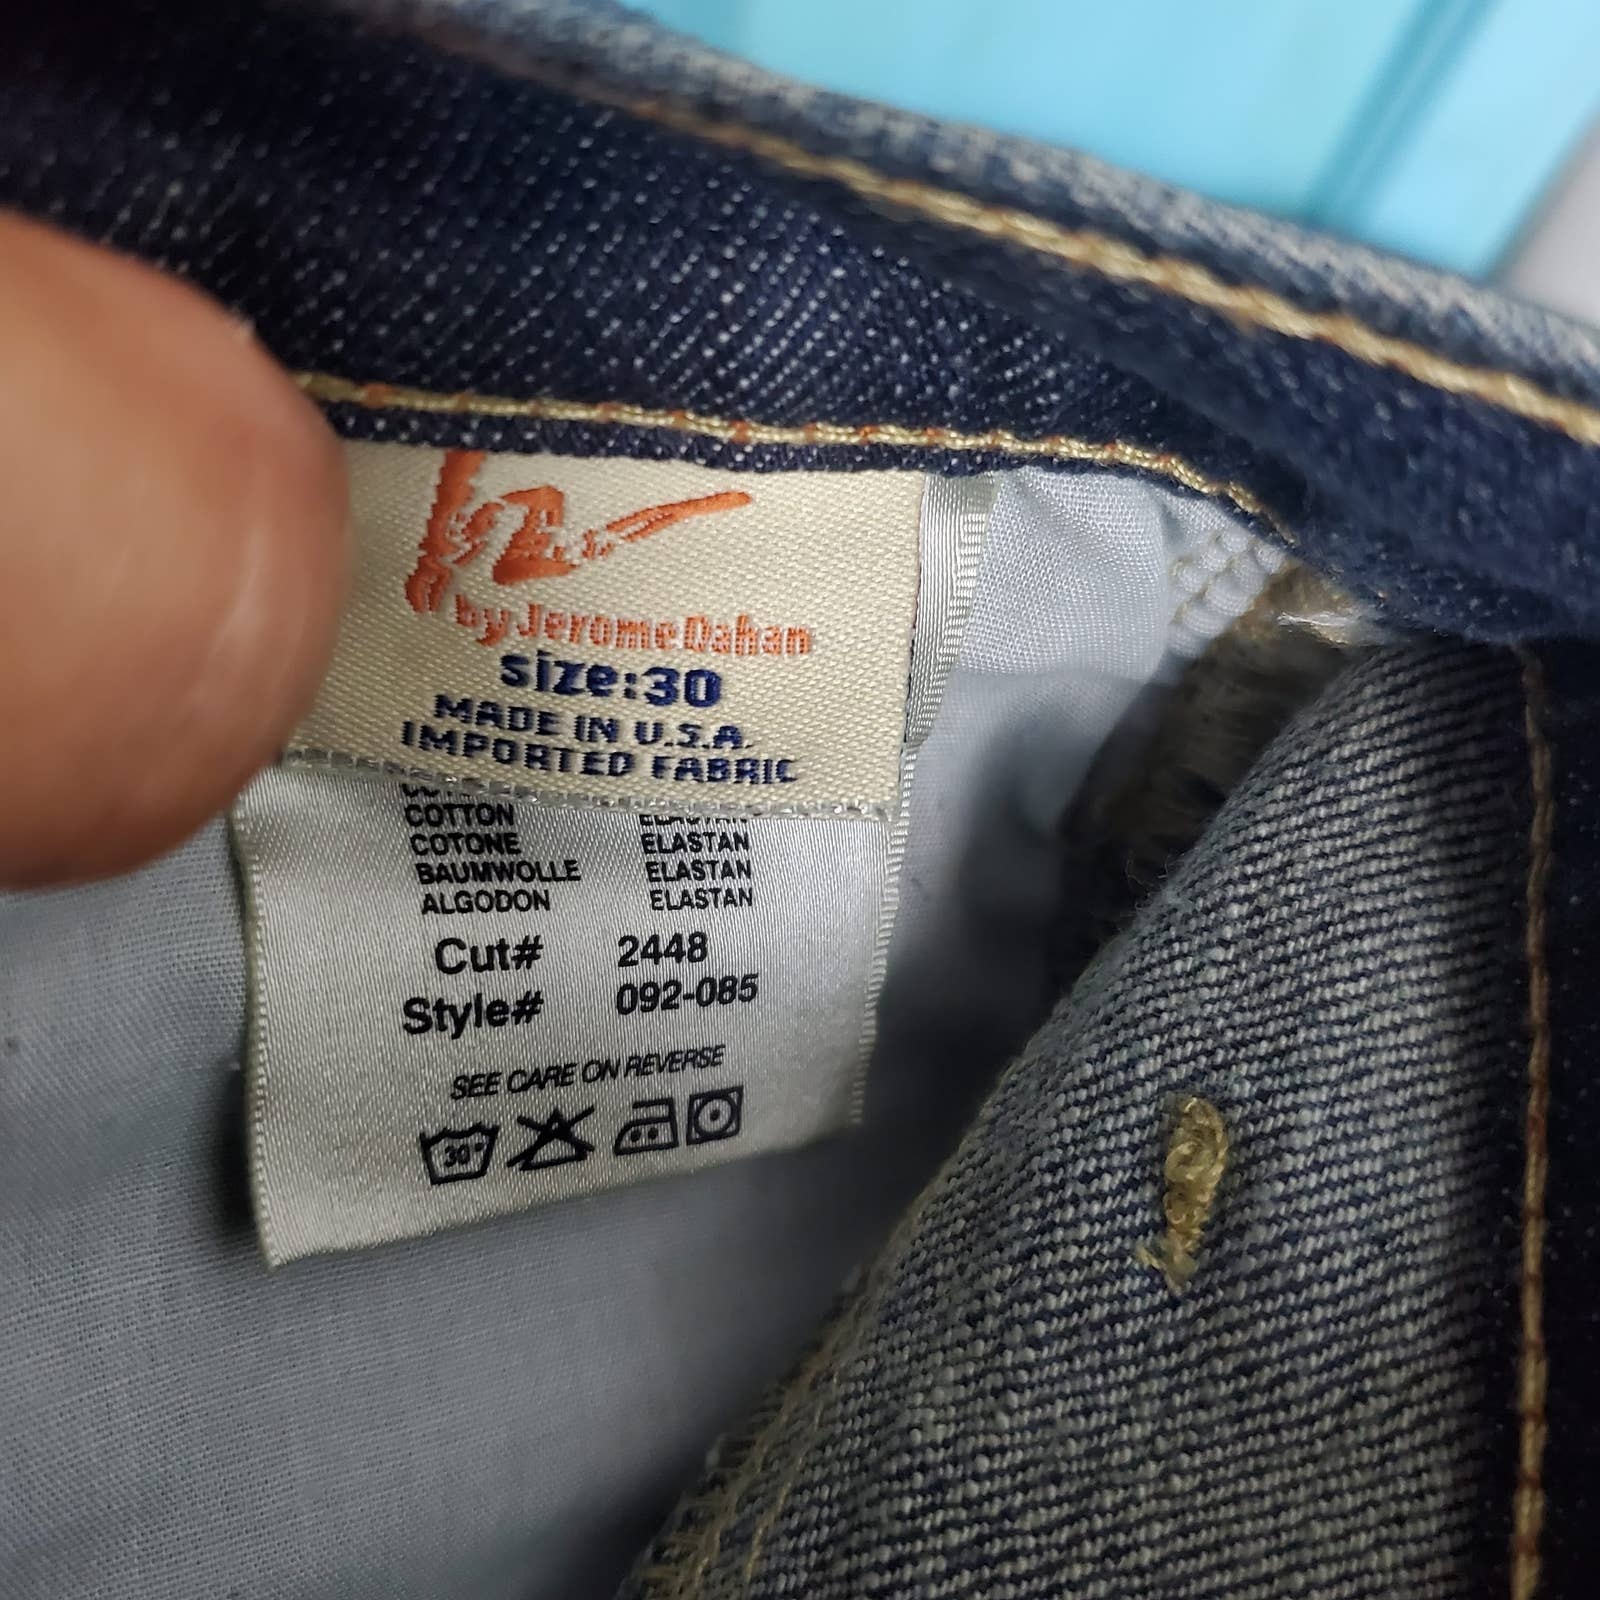 by Jerome Dahan
size:30
MADE IN U.S.A.
IMPORTED FABRIC
COTTON ELASTAN
COTONE ELASTAN
BAUMWOLLE ELASTAN
ALGODON ELASTAN
Cut# 2448
Style# 092-085
SEE CARE ON REVERSE
30°